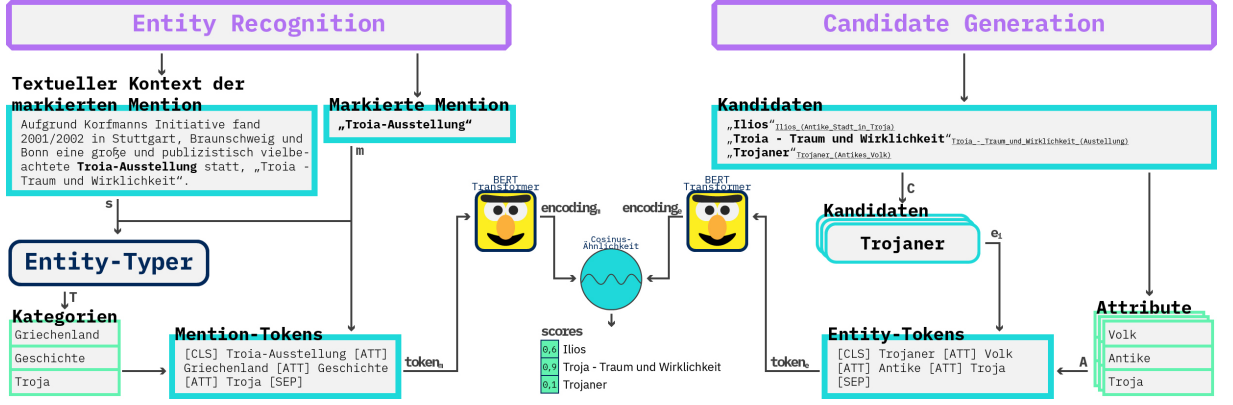 Entity Recognition
Candidate Generation
Textueller Kontext der
markierten Mention
Aufgrund Korfmanns Initiative fand
2001/2002 in Stuttgart, Braunschweig und
Bonn eine große und publizistisch vielbe-
achtete Troia-Ausstellung statt, „Troia -
Traum und Wirklichkeit“.
Markierte Mention
„Troia-Ausstellung“
Kandidaten
„Ilios“Ilios_(Antike_Stadt_in_Troja)
„Troia - Traum und Wirklichkeit“Troia_-_Traum_und_Wirklichkeit_(Austellung)
„Trojaner“Trojaner_(Antikes_Volk)
s
m
C
Entity-Typer
T
BERT
Transformer
encodingm
Cosinus-
Ähnlichkeit
encodinge
BERT
Transformer
Kandidaten
Trojaner
ei
Kategorien
Griechenland
Geschichte
Troja
Mention-Tokens
[CLS] Troia-Ausstellung [ATT]
Griechenland [ATT] Geschichte
[ATT] Troja [SEP]
tokenm
scores
0,6 Ilios
0,9 Troja - Traum und Wirklichkeit
0,1 Trojaner
tokene
Entity-Tokens
[CLS] Trojaner [ATT] Volk
[ATT] Antike [ATT] Troja
[SEP]
A
Attribute
Volk
Antike
Troja